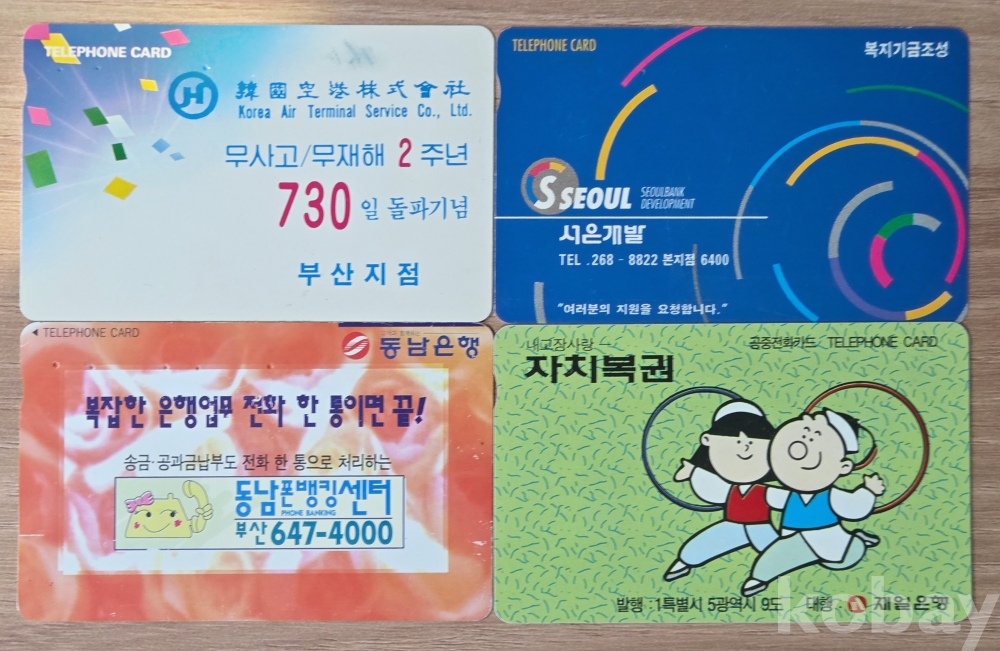 TELEPHONE CARD
韓國空港株式會社
Korea Air Terminal Service Co., Ltd.
무사고/무재해 2 주년
730 일 돌파기념
부산지점
TELEPHONE CARD
복지기금조성
S SEOUL SEOULBANK
DEVELOPMENT
서은개발
TEL .268 - 8822 본지점 6400
"여러분의 지원을 요청합니다."
TELEPHONE CARD
동남은행
복잡한 은행업무 전화 한 통이면 끝!
송금·공과금납부도 전화 한 통으로 처리하는
동남폰뱅킹센터
PHONE BANKING
부산 647-4000
내고장사랑
공중전화카드 TELEPHONE CARD
자치복권
발행 : 1특별시 5광역시 9도 대행 : 제일은행
kobay